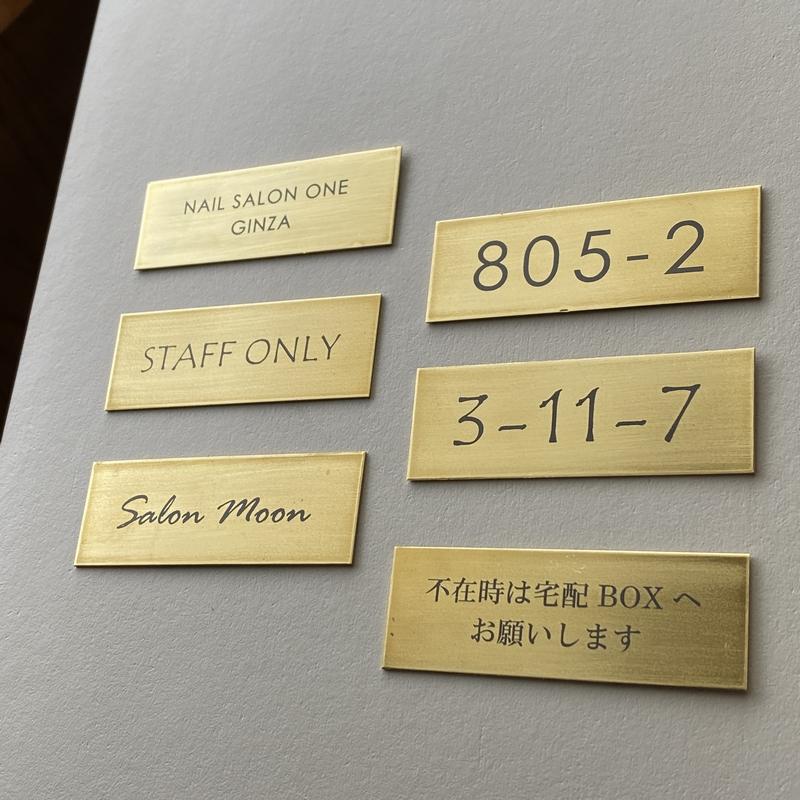 NAIL SALON ONE
GINZA
STAFF ONLY
Salon Moon
805-2
3-11-7
不在時は宅配 BOX へ
お願いします